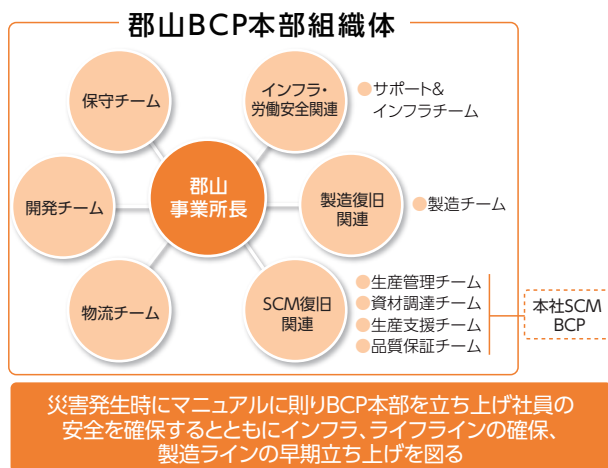 郡山BCP本部組織体
保守チーム
インフラ・
労働安全関連
●サポート&
インフラチーム
開発チーム
郡山
事業所長
製造復旧
関連
●製造チーム
物流チーム
SCM復旧
関連
●生産管理チーム
●資材調達チーム
●生産支援チーム
●品質保証チーム
本社SCM
BCP
災害発生時にマニュアルに則りBCP本部を立ち上げ社員の
安全を確保するとともにインフラ、ライフラインの確保、
製造ラインの早期立ち上げを図る